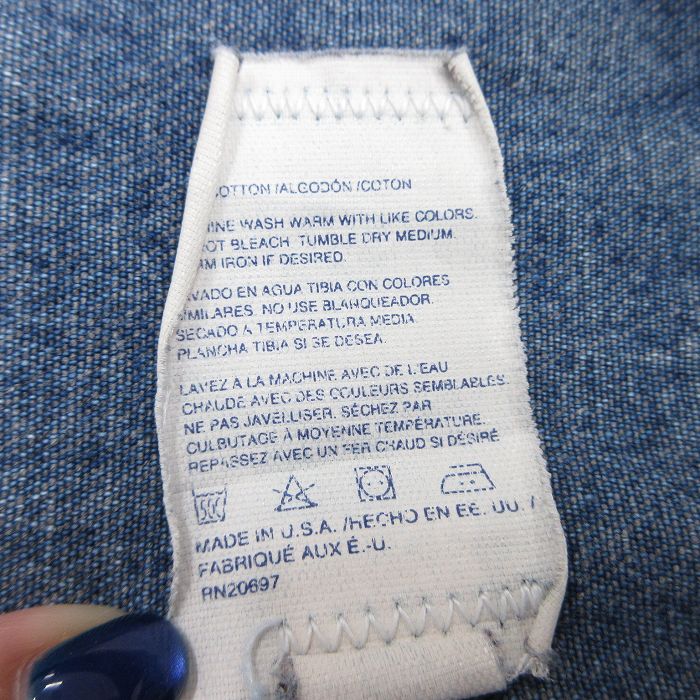 COTTON /ALGODÓN /COTON
INE WASH WARM WITH LIKE COLORS.
OT BLEACH. TUMBLE DRY MEDIUM.
M IRON IF DESIRED.
VADO EN AGUA TIBIA CON COLORES
SIMILARES. NO USE BLANQUEADOR.
SECADO A TEMPERATURA MEDIA.
PLANCHA TIBIA SI SE DESEA.
LAVEZ À LA MACHINE AVEC DE L'EAU
CHAUDE AVEC DES COULEURS SEMBLABLES.
NE PAS JAVELLISER. SÉCHEZ PAR
CULBUTAGE À MOYENNE TEMPÉRATURE.
REPASSEZ AVEC UN FER CHAUD SI DÉSIRÉ
MADE IN U.S.A. /HECHO EN EE. UU. /
FABRIQUÉ AUX É.-U.
RN20697